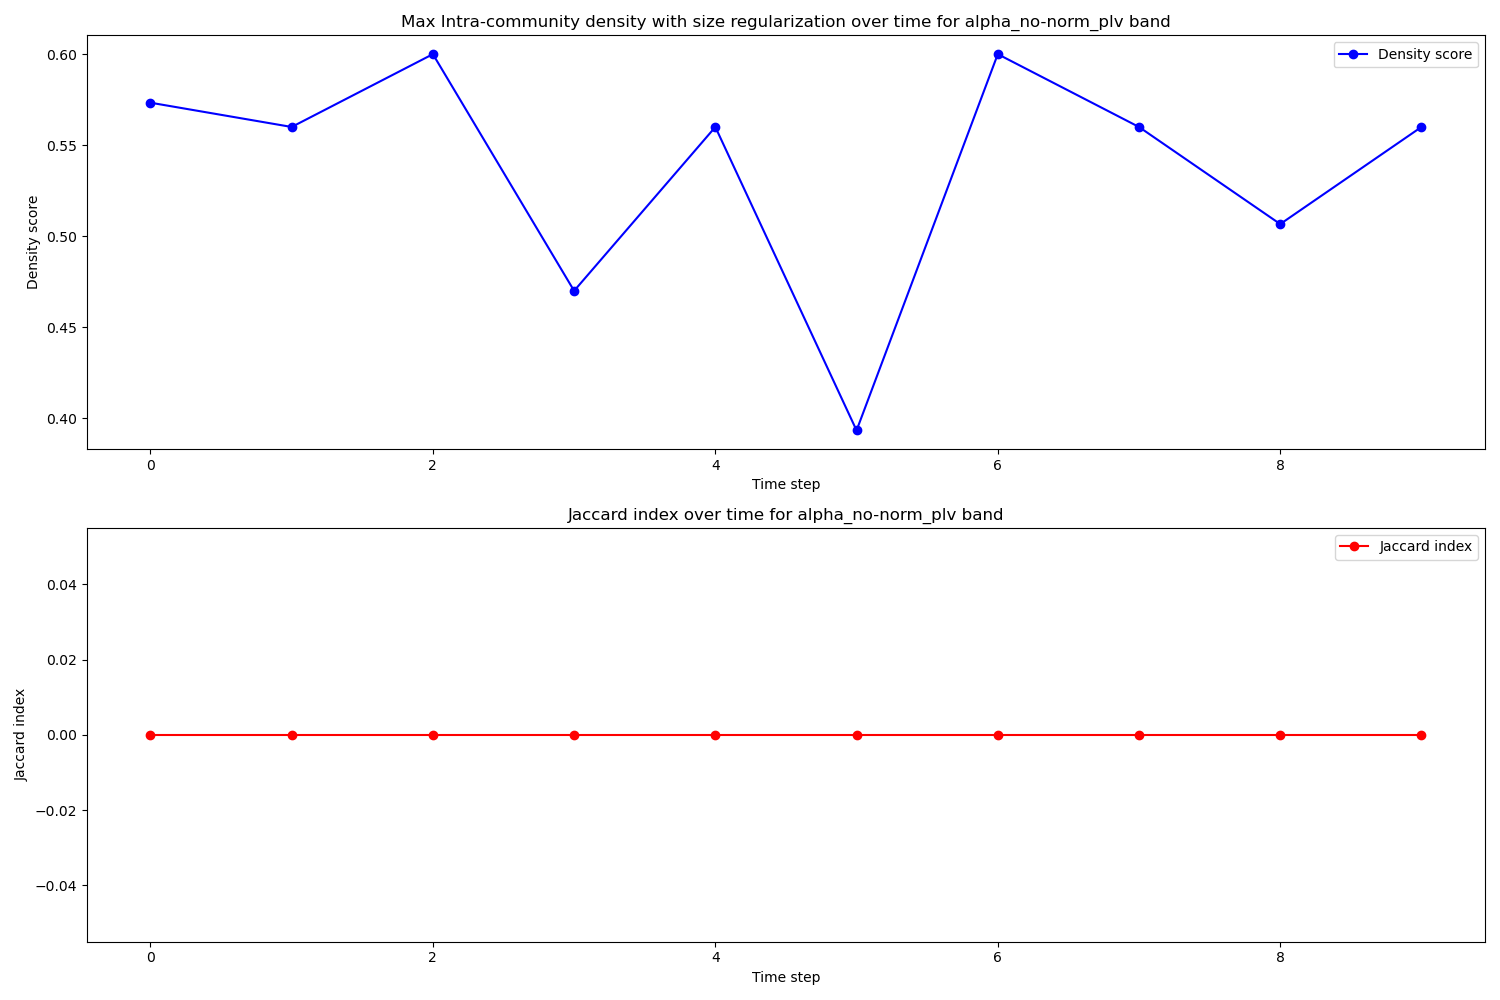 Max Intra-community density with size regularization over time for alpha_no-norm_plv band
Density score
0.60
0.55
0.50
0.45
0.40
Density score
0 2 4 6 8
Time step
Jaccard index over time for alpha_no-norm_plv band
Jaccard index
0.04
0.02
0.00
−0.02
−0.04
Jaccard index
0 2 4 6 8
Time step